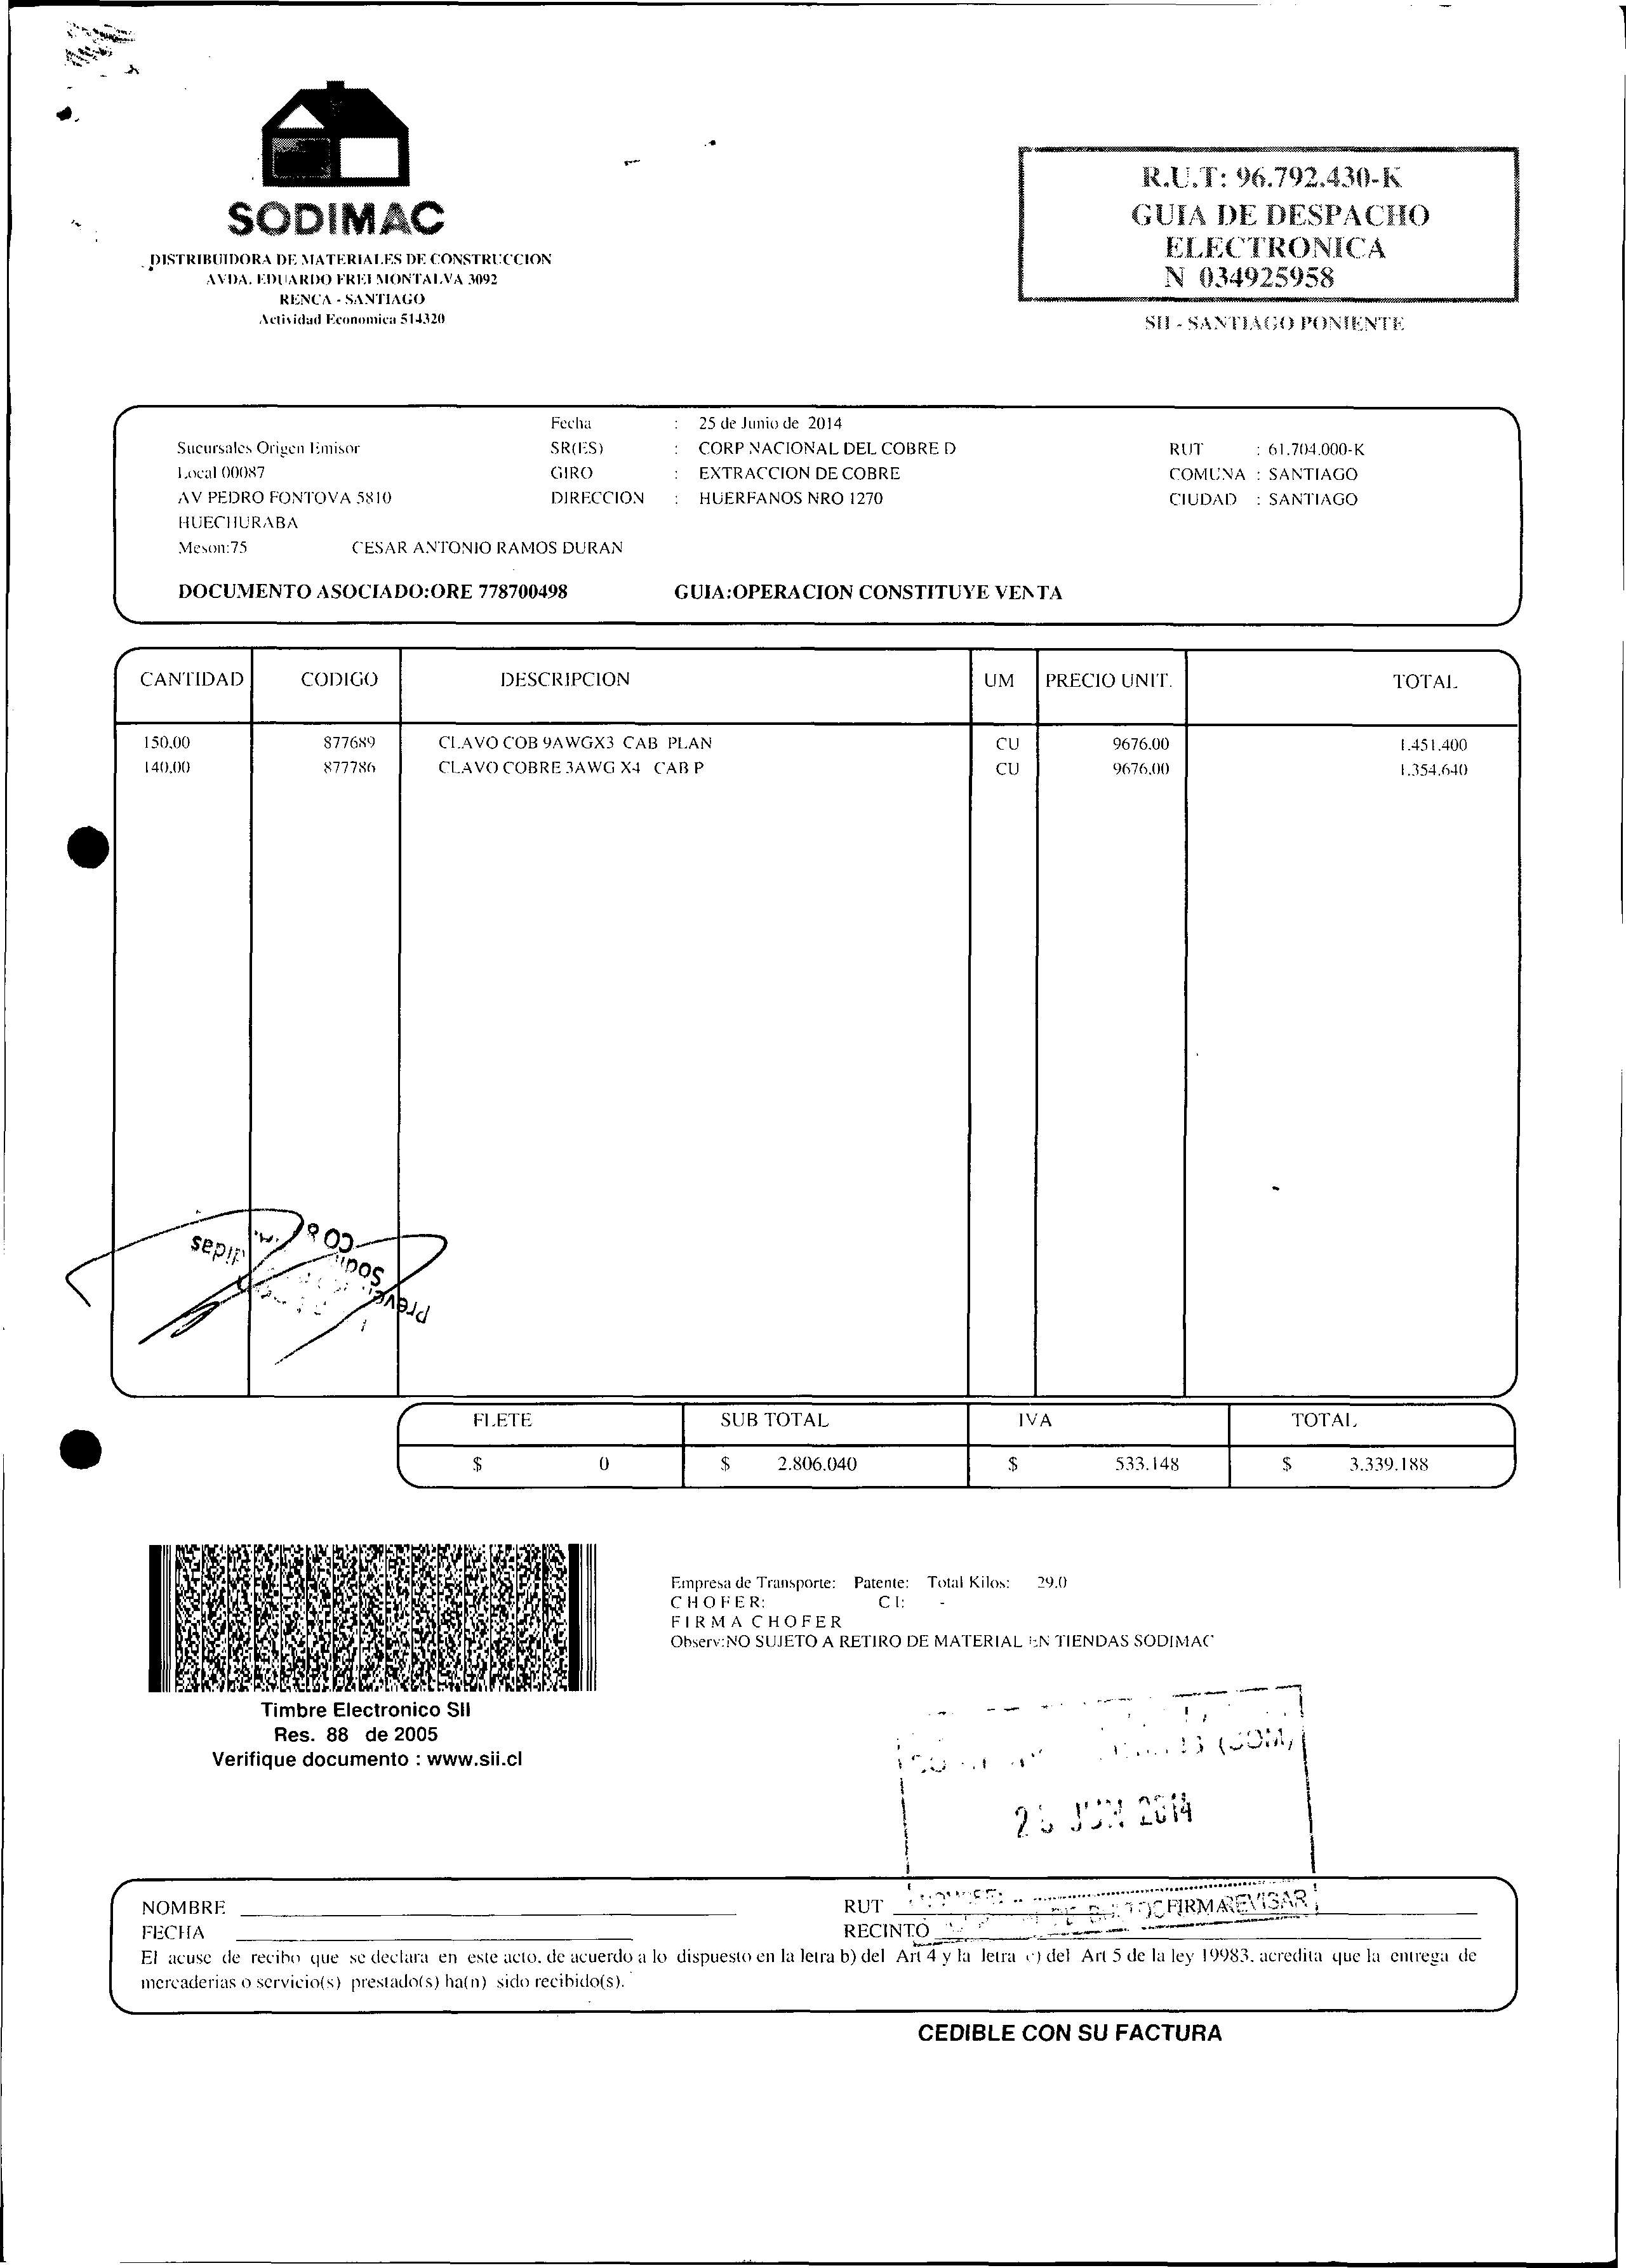 SODIMAC
DISTRIBUIDORA DE MATERIALES DE CONSTRUCCION
AVDA. EDUARDO FREI MONTALVA 3092
RENCA - SANTIAGO
Actividad Economica 514320
R.U.T: 96.792.430-K
GUIA DE DESPACHO
ELECTRONICA
N 034925958
SII - SANTIAGO PONIENTE
Fecha : 25 de Junio de 2014
Sucursales Origen Emisor SR(ES) : CORP NACIONAL DEL COBRE D RUT : 61.704.000-K
Local 00087 GIRO : EXTRACCION DE COBRE COMUNA : SANTIAGO
AV PEDRO FONTOVA 5810 DIRECCION : HUERFANOS NRO 1270 CIUDAD : SANTIAGO
HUECHURABA
Meson:75 CESAR ANTONIO RAMOS DURAN
DOCUMENTO ASOCIADO:ORE 778700498 GUIA:OPERACION CONSTITUYE VENTA
CANTIDAD CODIGO DESCRIPCION UM PRECIO UNIT. TOTAL
150.00 877689 CLAVO COB 9AWGX3 CAB PLAN CU 9676.00 1.451.400
140.00 877786 CLAVO COBRE 3AWG X4 CAB P CU 9676.00 1.354.640
FLETE SUB TOTAL IVA TOTAL
$ 0 $ 2.806.040 $ 533.148 $ 3.339.188
Empresa de Transporte: Patente: Total Kilos: 29.0
CHOFER: CI: -
FIRMA CHOFER
Observ:NO SUJETO A RETIRO DE MATERIAL EN TIENDAS SODIMAC
Timbre Electronico SII
Res. 88 de 2005
Verifique documento : www.sii.cl
(COM)
JUN 2014
NOMBRE RUT FIRMA REVISAR
FECHA RECINTO
El acuse de recibo que se declara en este acto, de acuerdo a lo dispuesto en la letra b) del Art 4 y la letra c) del Art 5 de la ley 19983, acredita que la entrega de
mercaderias o servicio(s) prestado(s) ha(n) sido recibido(s).
CEDIBLE CON SU FACTURA